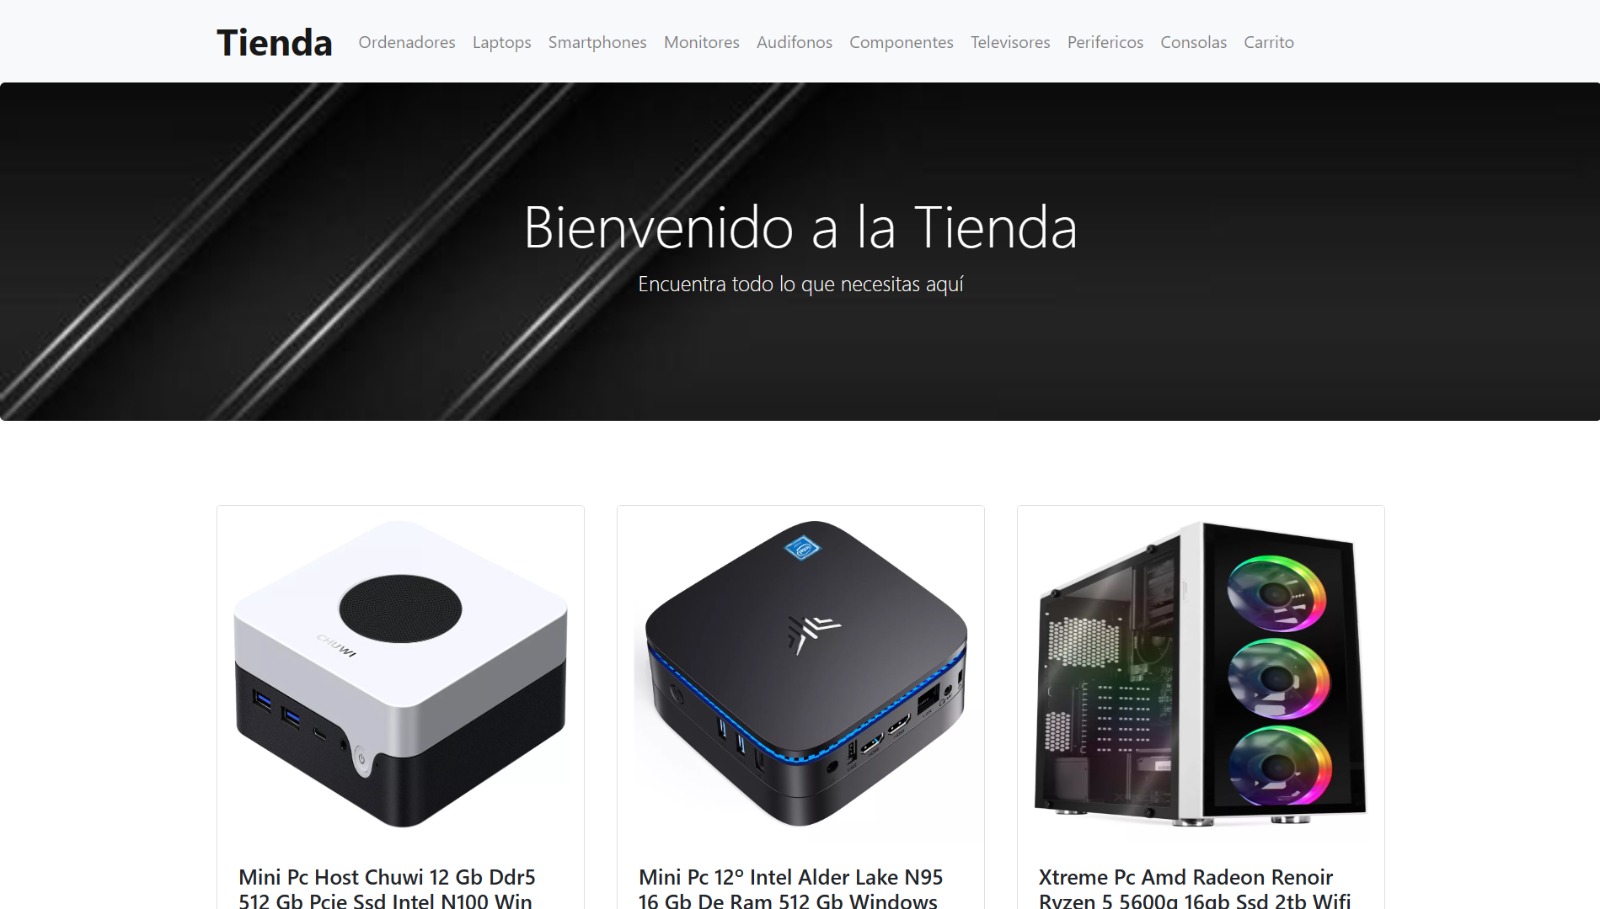 Tienda
Ordenadores
Laptops
Smartphones
Monitores
Audifonos
Componentes
Televisores
Perifericos
Consolas
Carrito
Bienvenido a la Tienda
Encuentra todo lo que necesitas aquí
CHUWI
Mini Pc Host Chuwi 12 Gb Ddr5
512 Gb Pcie Ssd Intel N100 Win
Mini Pc 12º Intel Alder Lake N95
16 Gb De Ram 512 Gb Windows
Xtreme Pc Amd Radeon Renoir
Ryzen 5 5600g 16gb Ssd 2tb Wifi